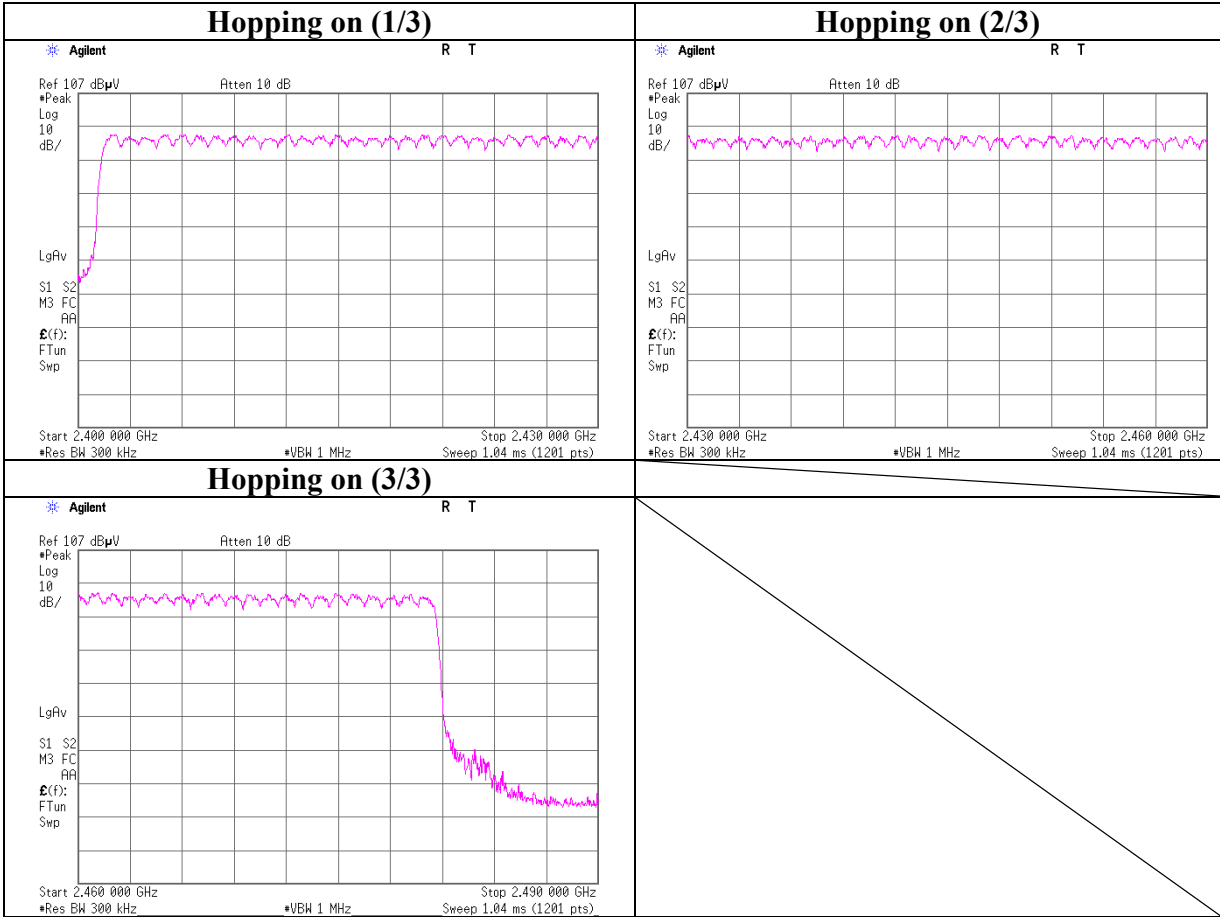 Hopping on (1/3)
Agilent R T
Ref 107 dBµV Atten 10 dB
#Peak
Log
10
dB/
LgAv
S1 S2
M3 FC
AA
£(f):
FTun
Swp
Start 2.400 000 GHz Stop 2.430 000 GHz
#Res BW 300 kHz #VBW 1 MHz Sweep 1.04 ms (1201 pts)
Hopping on (2/3)
Agilent R T
Ref 107 dBµV Atten 10 dB
#Peak
Log
10
dB/
LgAv
S1 S2
M3 FC
AA
£(f):
FTun
Swp
Start 2.430 000 GHz Stop 2.460 000 GHz
#Res BW 300 kHz #VBW 1 MHz Sweep 1.04 ms (1201 pts)
Hopping on (3/3)
Agilent R T
Ref 107 dBµV Atten 10 dB
#Peak
Log
10
dB/
LgAv
S1 S2
M3 FC
AA
£(f):
FTun
Swp
Start 2.460 000 GHz Stop 2.490 000 GHz
#Res BW 300 kHz #VBW 1 MHz Sweep 1.04 ms (1201 pts)